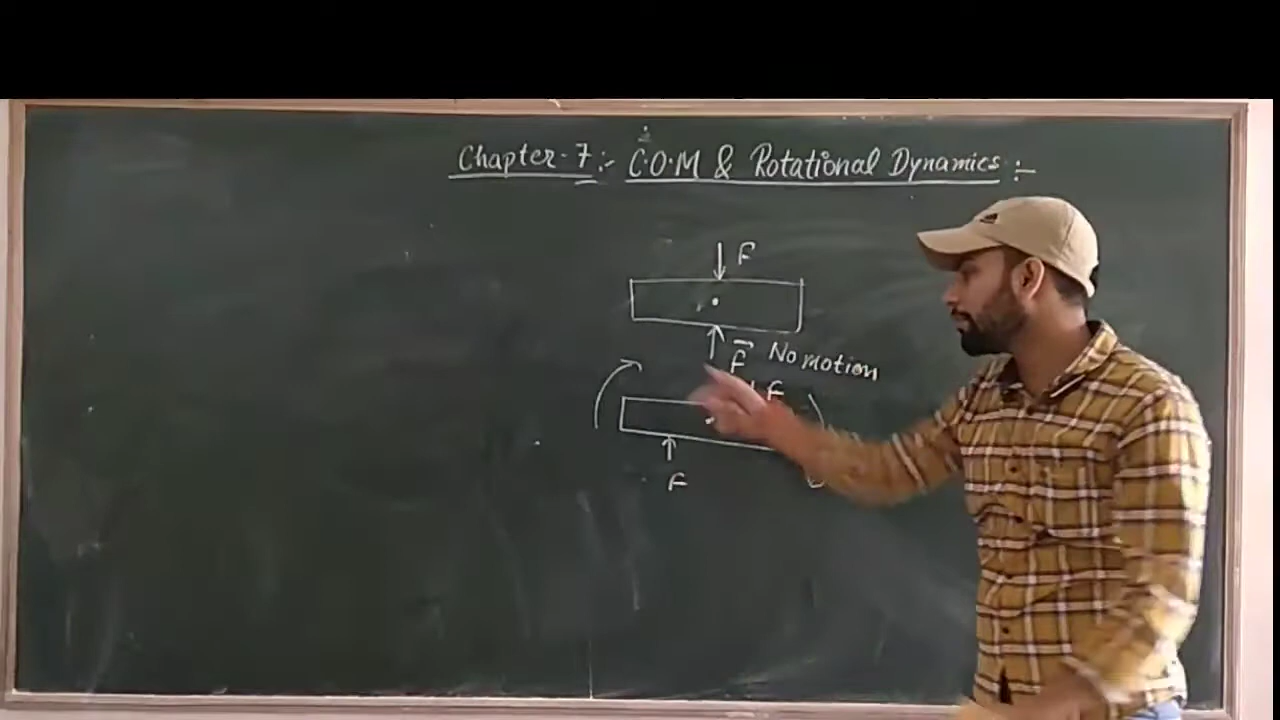 Chapter-7:- C.O.M & Rotational Dynamics:-
F
F No motion
F
F